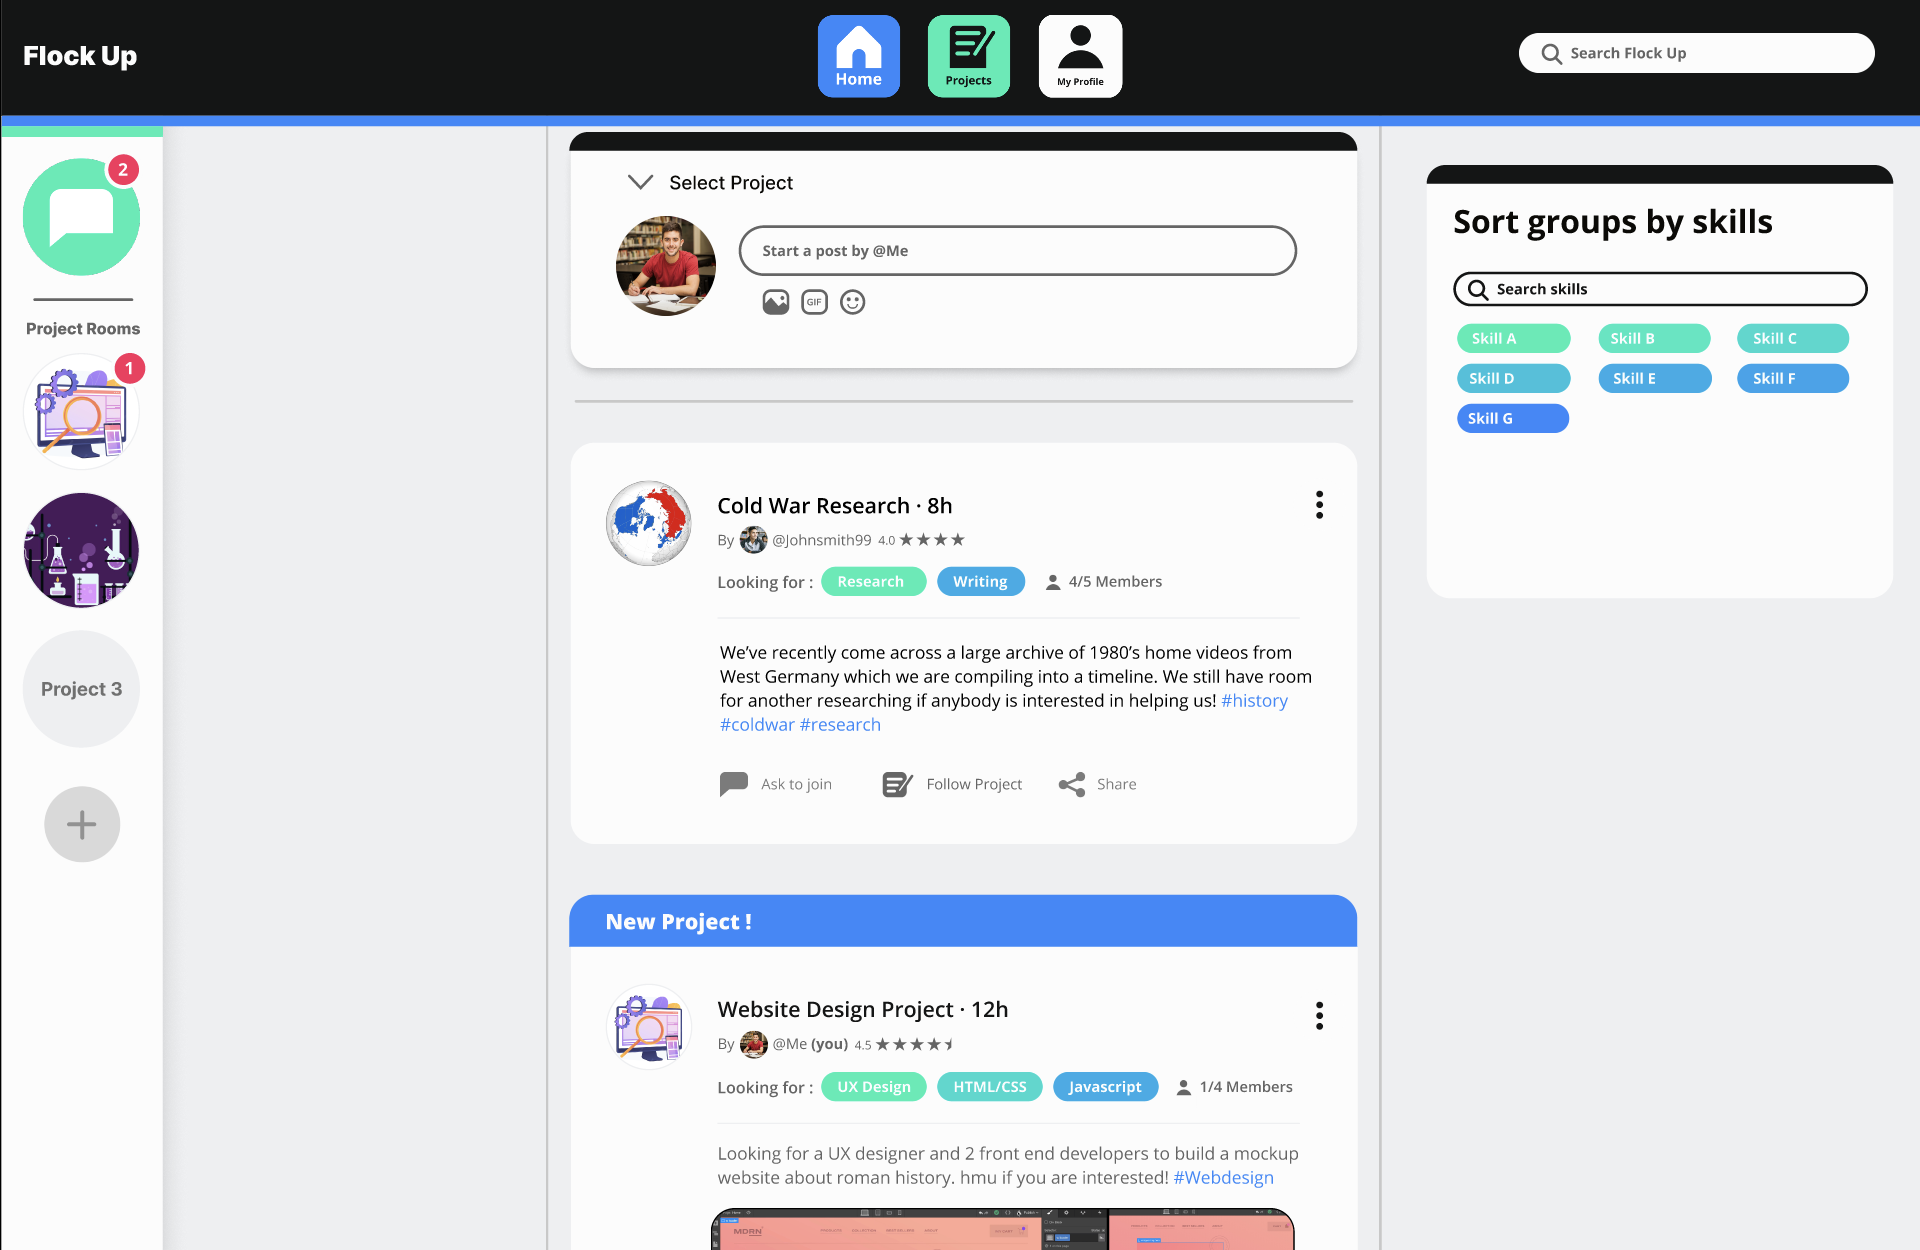 Flock Up
Home
Projects
My Profile
Search Flock Up
2
Project Rooms
1
Project 3
Select Project
Start a post by @Me
GIF
Cold War Research · 8h
By @Johnsmith99 4.0
Looking for : Research Writing 4/5 Members
We’ve recently come across a large archive of 1980’s home videos from
West Germany which we are compiling into a timeline. We still have room
for another researching if anybody is interested in helping us! #history
#coldwar #research
Ask to join Follow Project Share
New Project !
Website Design Project · 12h
By @Me (you) 4.5
Looking for : UX Design HTML/CSS Javascript 1/4 Members
Looking for a UX designer and 2 front end developers to build a mockup
website about roman history. hmu if you are interested! #Webdesign
MDRN
Sort groups by skills
Search skills
Skill A Skill B Skill C
Skill D Skill E Skill F
Skill G